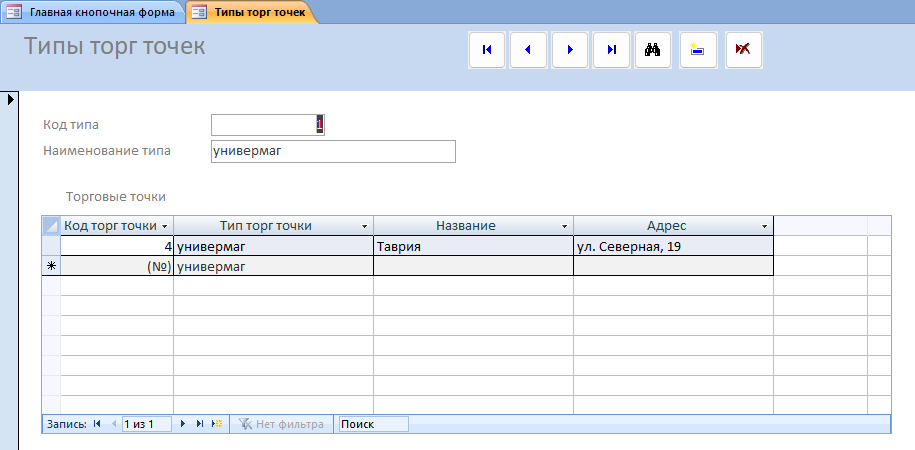 Главная кнопочная форма Типы торг точек
Типы торг точек
Код типа 1
Наименование типа универмаг
Торговые точки
Код торг точки Тип торг точки Название Адрес
4 универмаг Таврия ул. Северная, 19
(№) универмаг
Запись: 1 из 1 Нет фильтра Поиск